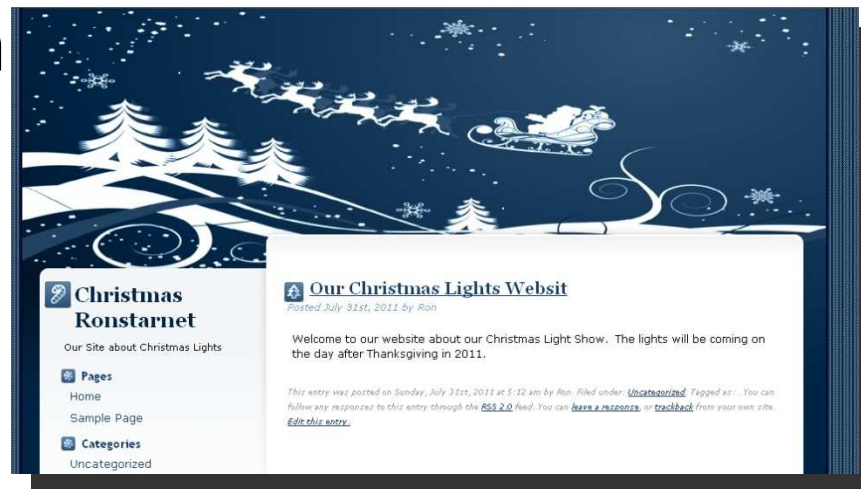 Christmas
Ronstarnet
Our Site about Christmas Lights
Pages
Home
Sample Page
Categories
Uncategorized
Our Christmas Lights Websit
Posted July 31st, 2011 by Ron
Welcome to our website about our Christmas Light Show. The lights will be coming on
the day after Thanksgiving in 2011.
This entry was posted on Sunday, July 31st, 2011 at 5:12 am by Ron. Filed under: Uncategorized. Tagged as: . You can
follow any responses to this entry through the RSS 2.0 feed. You can leave a response, or trackback from your own site.
Edit this entry.